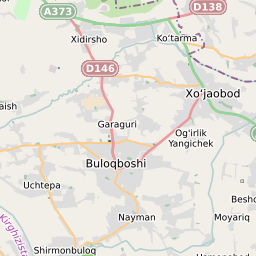 A373
D138
Xidirsho
Ko'tarma
D146
Xo'jaobod
aish
Garaguri
Og'irlik
Yangichek
Buloqboshi
Uchtepa
Besho
Moyariq
Nayman
Kirghizista
Shirmonbuloq